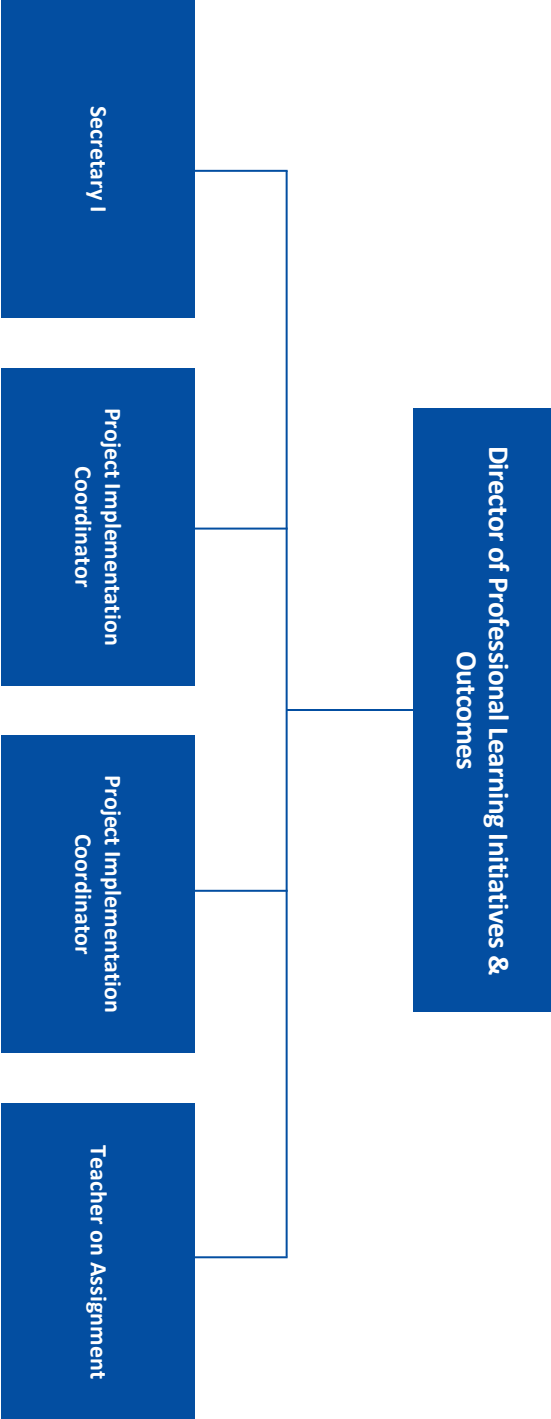 Director of Professional Learning Initiatives &
Outcomes
Secretary I
Project Implementation
Coordinator
Project Implementation
Coordinator
Teacher on Assignment